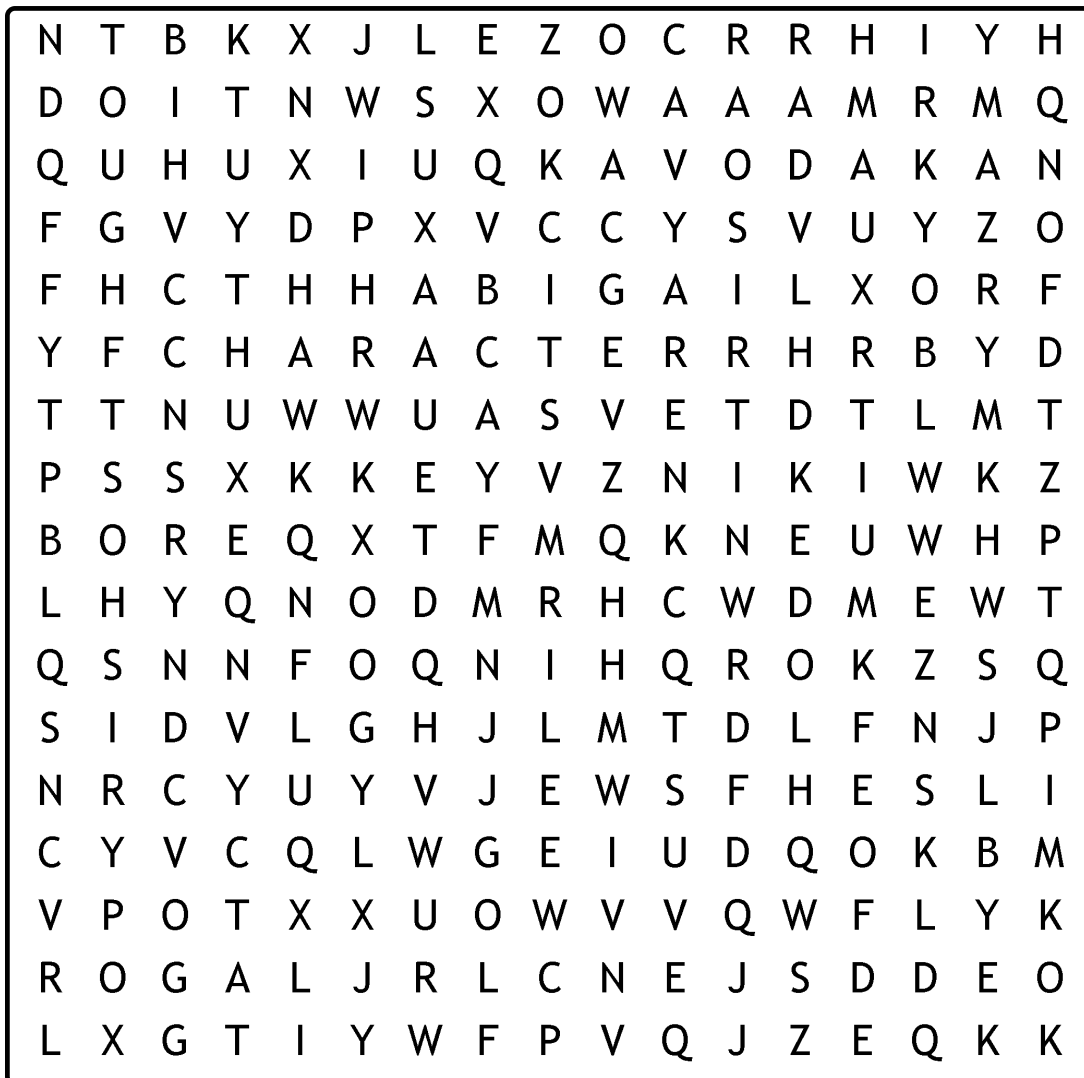 N T B K X J L E Z O C R R H I Y H
D O I T N W S X O W A A A M R M Q
Q U H U X I U Q K A V O D A K A N
F G V Y D P X V C C Y S V U Y Z O
F H C T H H A B I G A I L X O R F
Y F C H A R A C T E R R H R B Y D
T T N U W W U A S V E T D T L M T
P S S X K K E Y V Z N I K I W K Z
B O R E Q X T F M Q K N E U W H P
L H Y Q N O D M R H C W D M E W T
Q S N N F O Q N I H Q R O K Z S Q
S I D V L G H J L M T D L F N J P
N R C Y U Y V J E W S F H E S L I
C Y V C Q L W G E I U D Q O K B M
V P O T X X U O W V V Q W F L Y K
R O G A L J R L C N E J S D D E O
L X G T I Y W F P V Q J Z E Q K K